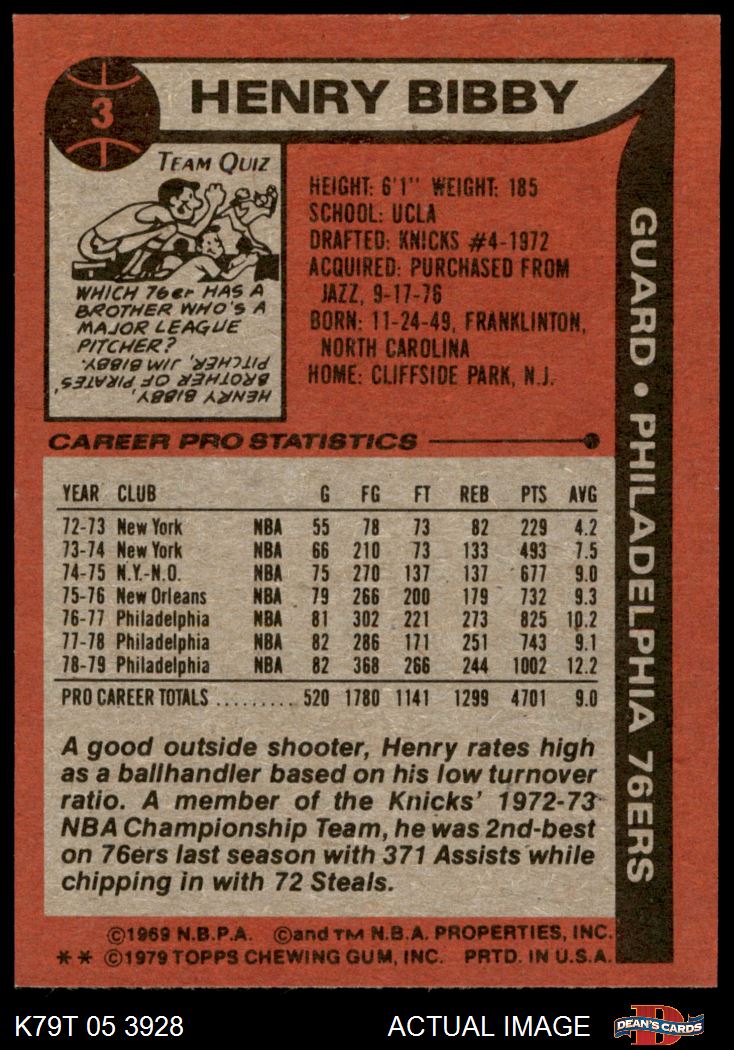 3
HENRY BIBBY
TEAM QUIZ
WHICH 76er HAS A
BROTHER WHO'S A
MAJOR LEAGUE
PITCHER?
HENRY BIBBY,
BROTHER OF PIRATES'
PITCHER, JIM BIBBY.
HEIGHT: 6'1" WEIGHT: 185
SCHOOL: UCLA
DRAFTED: KNICKS #4-1972
ACQUIRED: PURCHASED FROM
JAZZ, 9-17-76
BORN: 11-24-49, FRANKLINTON,
NORTH CAROLINA
HOME: CLIFFSIDE PARK, N.J.
GUARD • PHILADELPHIA 76ERS
CAREER PRO STATISTICS
YEAR CLUB G FG FT REB PTS AVG
72-73 New York NBA 55 78 73 82 229 4.2
73-74 New York NBA 66 210 73 133 493 7.5
74-75 N.Y.-N.O. NBA 75 270 137 137 677 9.0
75-76 New Orleans NBA 79 266 200 179 732 9.3
76-77 Philadelphia NBA 81 302 221 273 825 10.2
77-78 Philadelphia NBA 82 286 171 251 743 9.1
78-79 Philadelphia NBA 82 368 266 244 1002 12.2
PRO CAREER TOTALS ......... 520 1780 1141 1299 4701 9.0
A good outside shooter, Henry rates high
as a ballhandler based on his low turnover
ratio. A member of the Knicks' 1972-73
NBA Championship Team, he was 2nd-best
on 76ers last season with 371 Assists while
chipping in with 72 Steals.
©1969 N.B.P.A. ©and TM N.B.A. PROPERTIES, INC.
** ©1979 TOPPS CHEWING GUM, INC. PRTD. IN U.S.A.
K79T 05 3928 ACTUAL IMAGE
DEAN'S CARDS